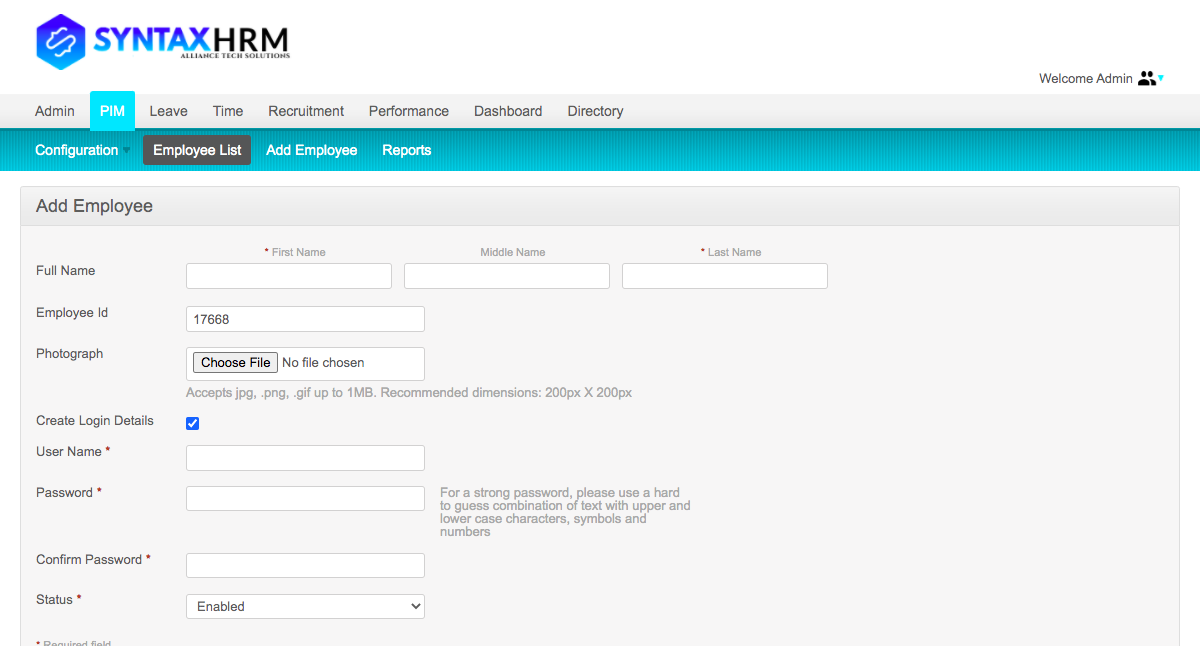 SYNTAXHRM
ALLIANCE TECH SOLUTIONS
Welcome Admin
Admin PIM Leave Time Recruitment Performance Dashboard Directory
Configuration Employee List Add Employee Reports
Add Employee
* First Name Middle Name * Last Name
Full Name
Employee Id 17668
Photograph Choose File No file chosen
Accepts jpg, .png, .gif up to 1MB. Recommended dimensions: 200px X 200px
Create Login Details
User Name *
Password * For a strong password, please use a hard
to guess combination of text with upper and
lower case characters, symbols and
numbers
Confirm Password *
Status * Enabled
* Required field